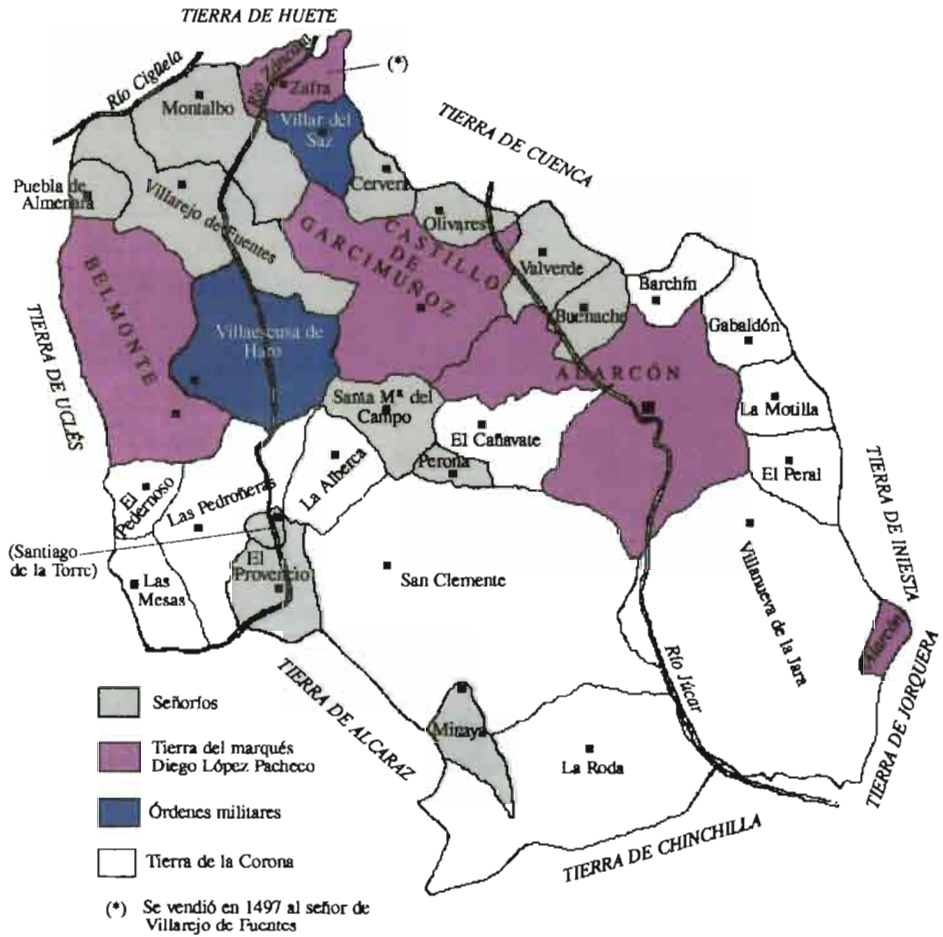 TIERRA DE HUETE
Río Cigüela
Río Záncara
(*)
Zafra
Montalbo
Villar del
Saz
TIERRA DE CUENCA
Cervera
Puebla de
Almenara
Villarejo de Fuentes
Olivares
CASTILLO
DE
GARCIMUÑOZ
Valverde
Barchín
BELMONTE
Buenache
Gabaldón
TIERRA DE UCLÉS
Villaescusa de
Haro
ALARCÓN
Santa Mª del
Campo
La Motilla
El Cañavate
Perona
El Peral
La Alberca
El
Pedernoso
Las Pedroñeras
TIERRA DE INIESTA
(Santiago
de la Torre)
El
Provencio
San Clemente
Las
Mesas
Villanueva de la Jara
Alarcón
Río Júcar
TIERRA DE JORQUERA
TIERRA DE ALCARAZ
Minaya
La Roda
TIERRA DE CHINCHILLA
Señoríos
Tierra del marqués
Diego López Pacheco
Órdenes militares
Tierra de la Corona
(*) Se vendió en 1497 al señor de
Villarejo de Fuentes